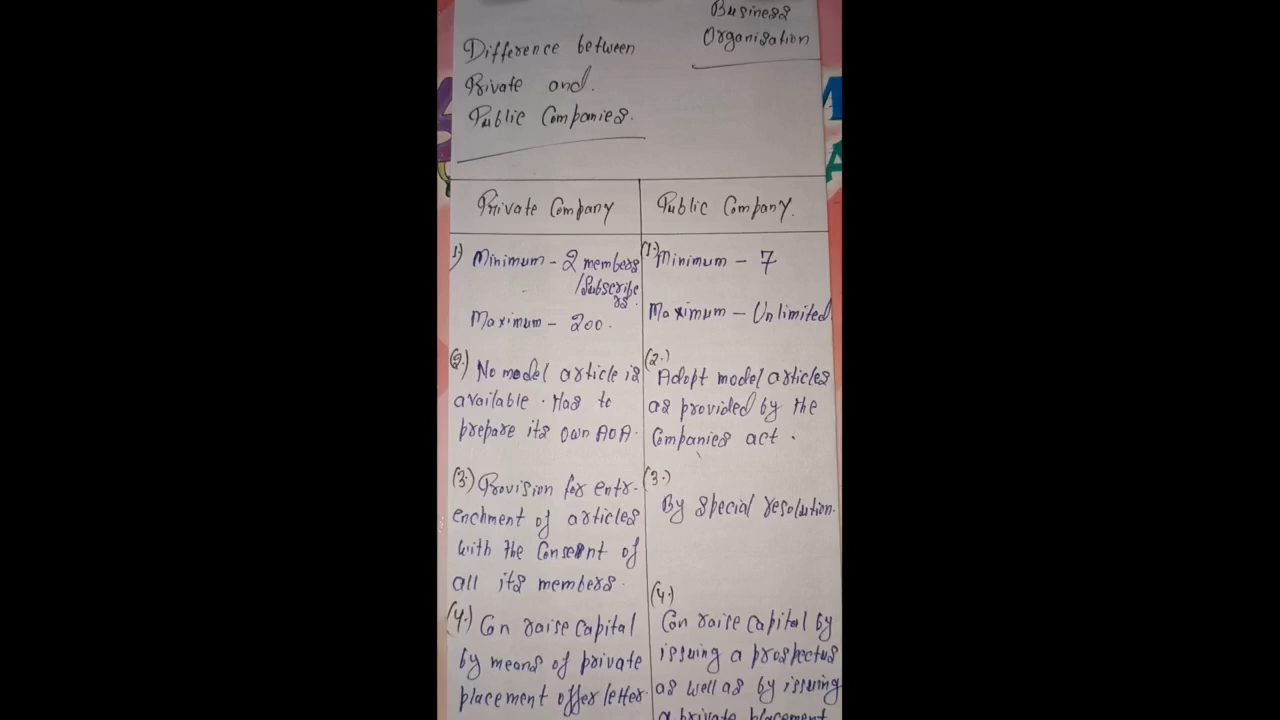 Business
Organisation
Difference between
Private and.
Public Companies.
Private Company
Public Company.
1.) Minimum - 2 members
/Subscribe
rs.
Maximum - 200.
(1.) Minimum - 7
Maximum - Unlimited
(2.) No model article is
available. Has to
prepare its own AOA.
(2.)
Adopt model articles
as provided by the
Companies act.
(3.) Provision for entr-
enchment of articles
with the Consent of
all its members.
(3.)
By special resolution.
(4.) Can raise capital
by means of private
placement offer letter.
(4.)
Can raise capital by
issuing a prospectus
as well as by issuing
a private placement